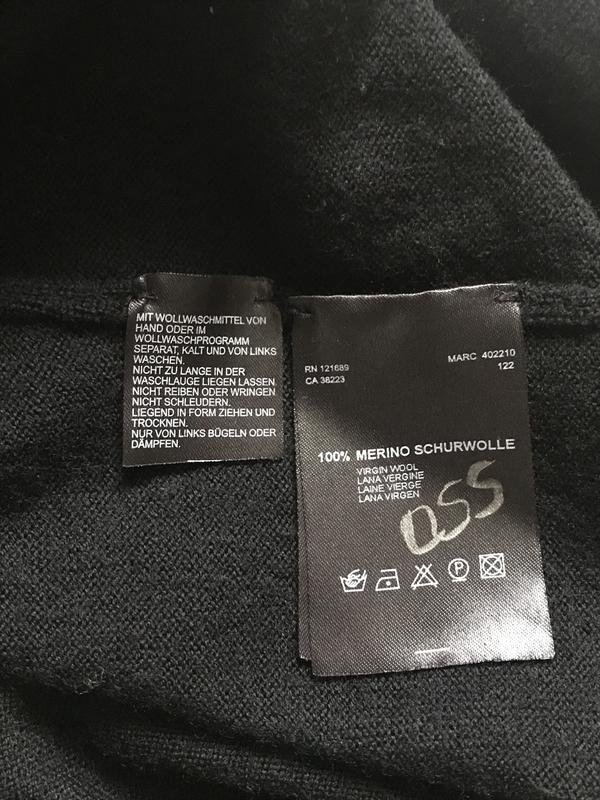 MIT WOLLWASCHMITTEL VON
HAND ODER IM
WOLLWASCHPROGRAMM
SEPARAT, KALT UND VON LINKS
WASCHEN.
NICHT ZU LANGE IN DER
WASCHLAUGE LIEGEN LASSEN.
NICHT REIBEN ODER WRINGEN
NICHT SCHLEUDERN.
LIEGEND IN FORM ZIEHEN UND
TROCKNEN.
NUR VON LINKS BÜGELN ODER
DÄMPFEN.
RN 121689
CA 38223
MARC 402210
122
100% MERINO SCHURWOLLE
VIRGIN WOOL
LANA VERGINE
LAINE VIERGE
LANA VIRGEN
055
P